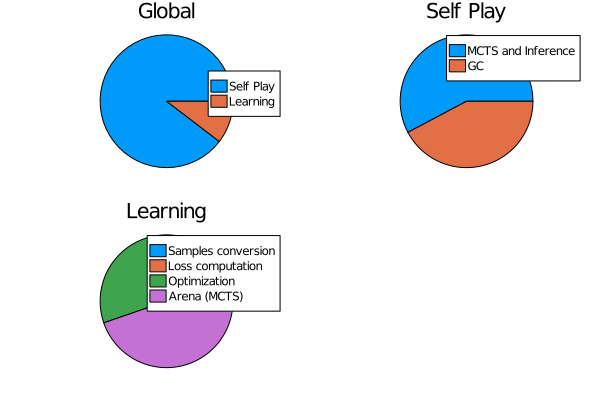 Global
Self Play
Learning
Self Play
MCTS and Inference
GC
Learning
Samples conversion
Loss computation
Optimization
Arena (MCTS)